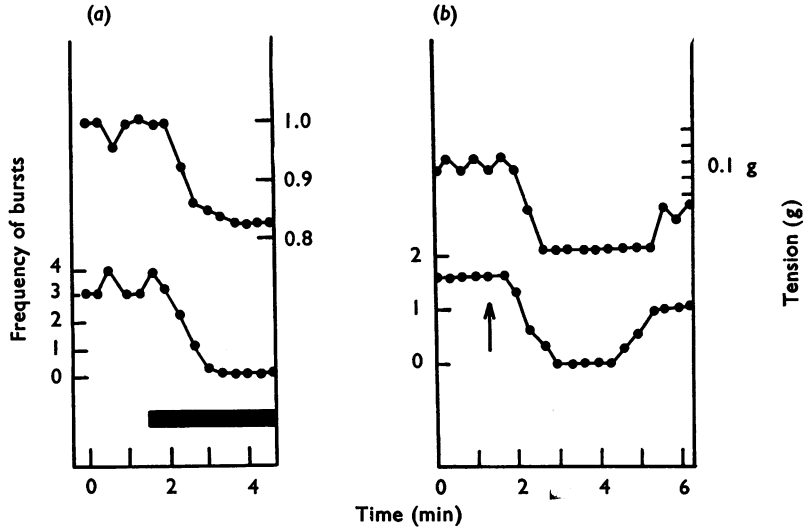 (a)
(b)
Frequency of bursts
4
3
2
1
0
1.0
0.9
0.8
2
1
0
0.1 g
Tension (g)
0 2 4
0 2 4 6
Time (min)